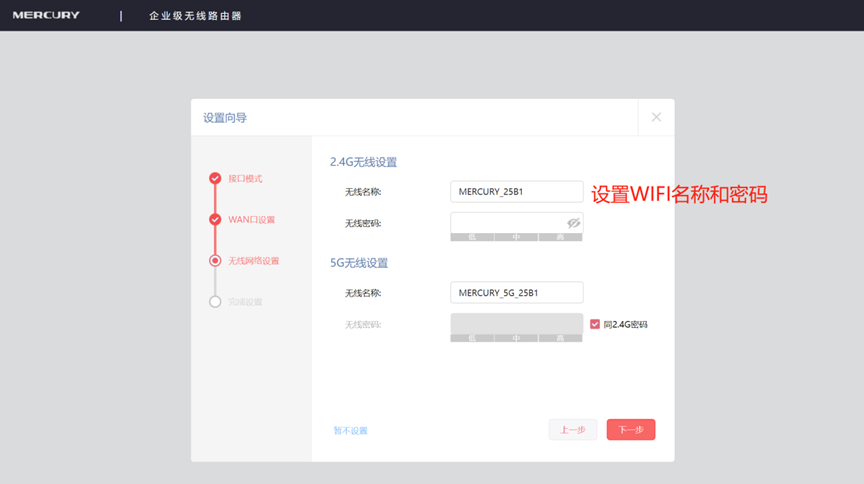 MERCURY | 企业级无线路由器
设置向导
接口模式
WAN口设置
无线网络设置
完成设置
2.4G无线设置
无线名称: MERCURY_25B1
设置WIFI名称和密码
无线密码:
低 中 高
5G无线设置
无线名称: MERCURY_5G_25B1
无线密码: 同2.4G密码
低 中 高
暂不设置 上一步 下一步